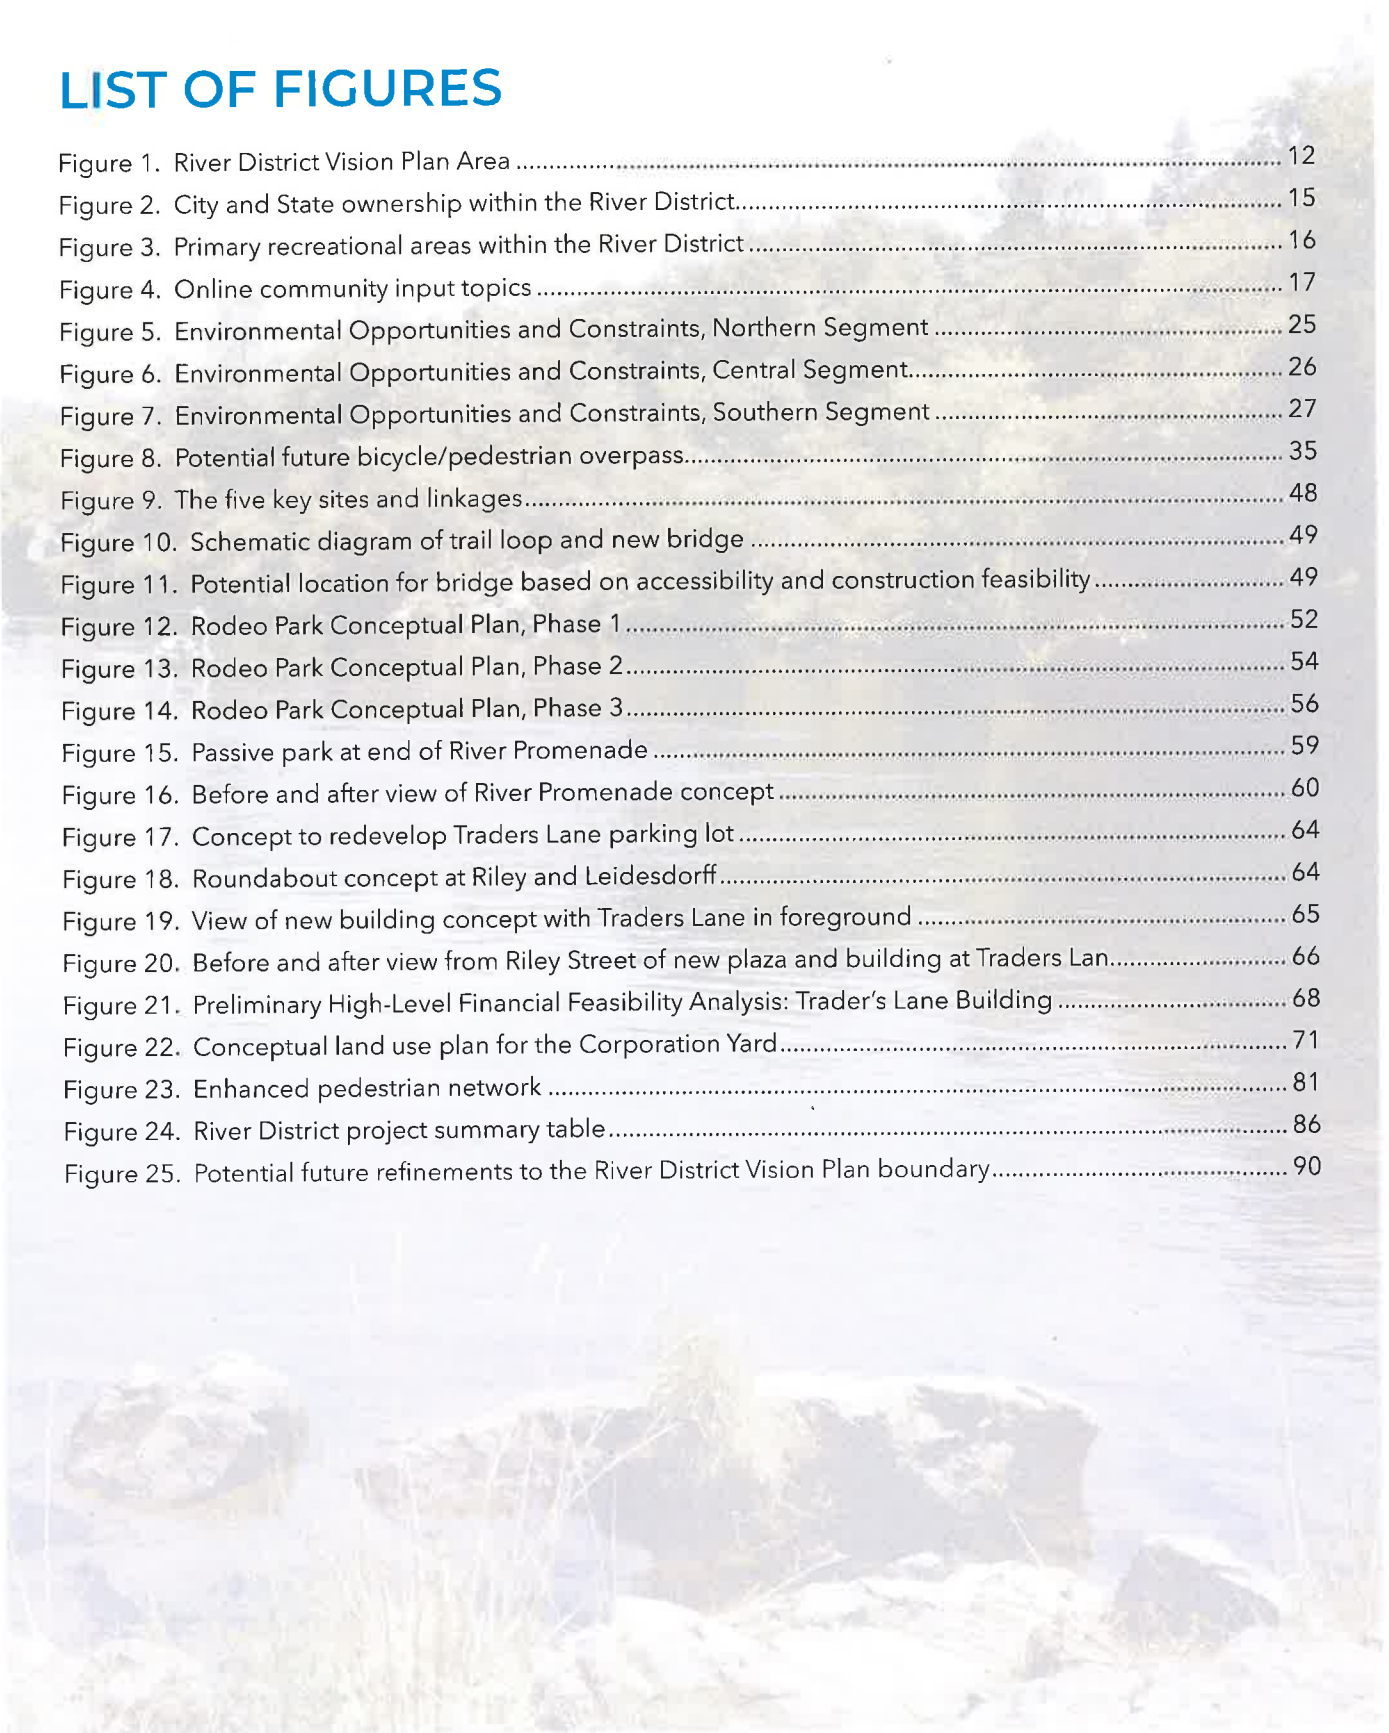 LIST OF FIGURES
Figure 1. River District Vision Plan Area 12
Figure 2. City and State ownership within the River District 15
Figure 3. Primary recreational areas within the River District 16
Figure 4. Online community input topics 17
Figure 5. Environmental Opportunities and Constraints, Northern Segment 25
Figure 6. Environmental Opportunities and Constraints, Central Segment 26
Figure 7. Environmental Opportunities and Constraints, Southern Segment 27
Figure 8. Potential future bicycle/pedestrian overpass 35
Figure 9. The five key sites and linkages 48
Figure 10. Schematic diagram of trail loop and new bridge 49
Figure 11. Potential location for bridge based on accessibility and construction feasibility 49
Figure 12. Rodeo Park Conceptual Plan, Phase 1 52
Figure 13. Rodeo Park Conceptual Plan, Phase 2 54
Figure 14. Rodeo Park Conceptual Plan, Phase 3 56
Figure 15. Passive park at end of River Promenade 59
Figure 16. Before and after view of River Promenade concept 60
Figure 17. Concept to redevelop Traders Lane parking lot 64
Figure 18. Roundabout concept at Riley and Leidesdorff 64
Figure 19. View of new building concept with Traders Lane in foreground 65
Figure 20. Before and after view from Riley Street of new plaza and building at Traders Lan 66
Figure 21. Preliminary High-Level Financial Feasibility Analysis: Trader's Lane Building 68
Figure 22. Conceptual land use plan for the Corporation Yard 71
Figure 23. Enhanced pedestrian network 81
Figure 24. River District project summary table 86
Figure 25. Potential future refinements to the River District Vision Plan boundary 90